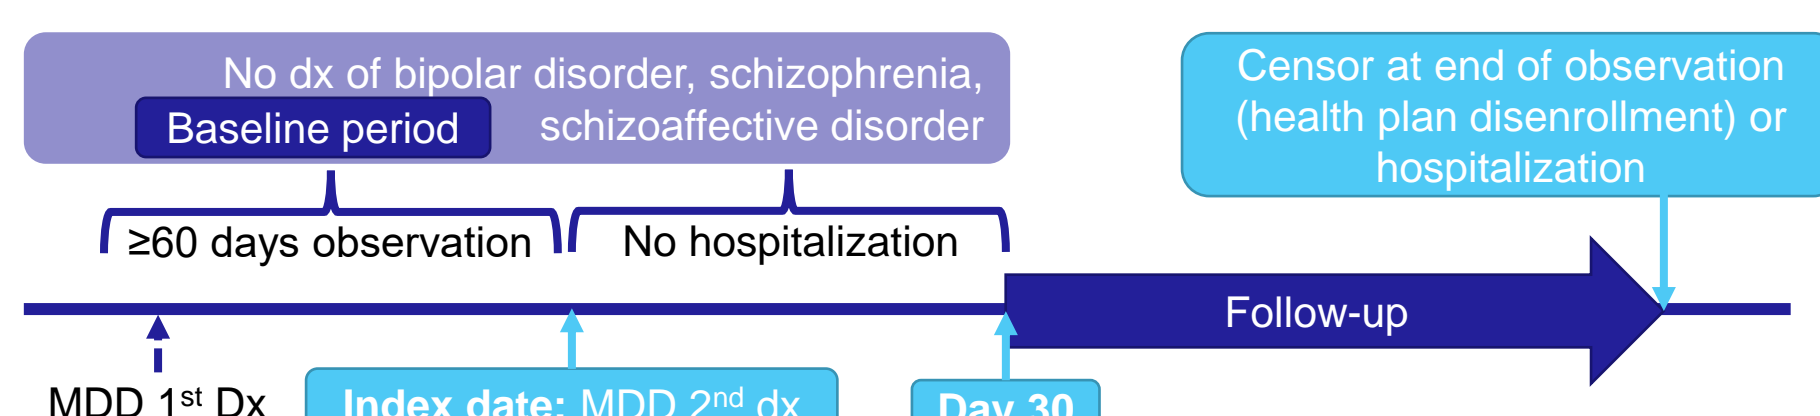 No dx of bipolar disorder, schizophrenia,
schizoaffective disorder
Baseline period
Censor at end of observation
(health plan disenrollment) or
hospitalization
≥60 days observation
No hospitalization
Follow-up
MDD 1st Dx
Index date: MDD 2nd dx
Day 30